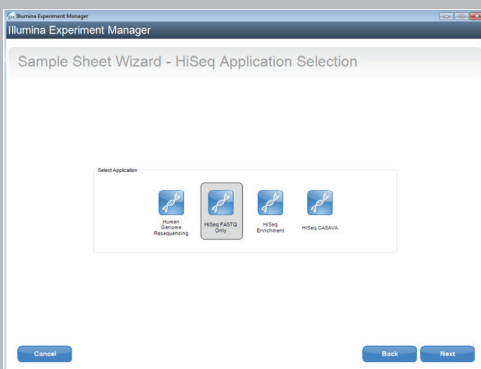 Illumina Experiment Manager
Illumina Experiment Manager
Sample Sheet Wizard - HiSeq Application Selection
Select Application
Human
Genome
Resequencing
HiSeq FASTQ
Only
HiSeq
Enrichment
HiSeq CASAVA
Cancel
Back
Next